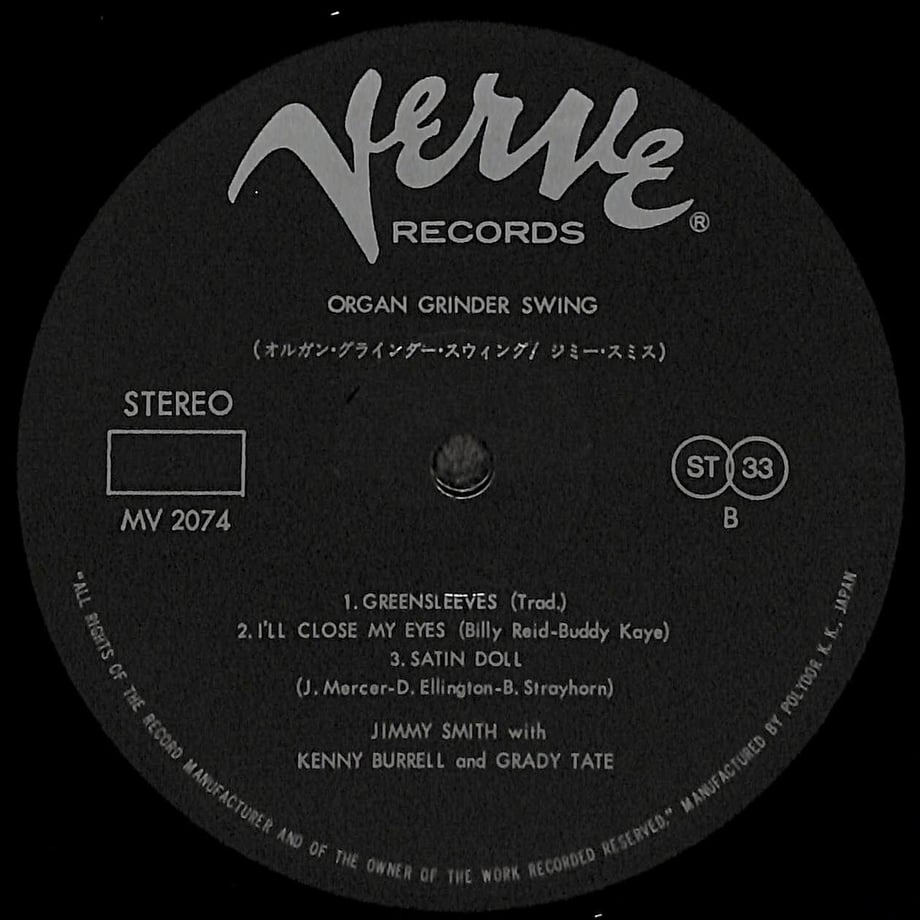 Verve
RECORDS
®
ORGAN GRINDER SWING
(オルガン・グラインダー・スウィング/ ジミー・スミス)
STEREO
MV 2074
ST 33
B
1. GREENSLEEVES (Trad.)
2. I'LL CLOSE MY EYES (Billy Reid-Buddy Kaye)
3. SATIN DOLL
(J. Mercer-D. Ellington-B. Strayhorn)
JIMMY SMITH with
KENNY BURRELL and GRADY TATE
"ALL RIGHTS OF THE RECORD MANUFACTURER AND OF THE OWNER OF THE WORK RECORDED RESERVED." MANUFACTURED BY POLYDOR K. K., JAPAN